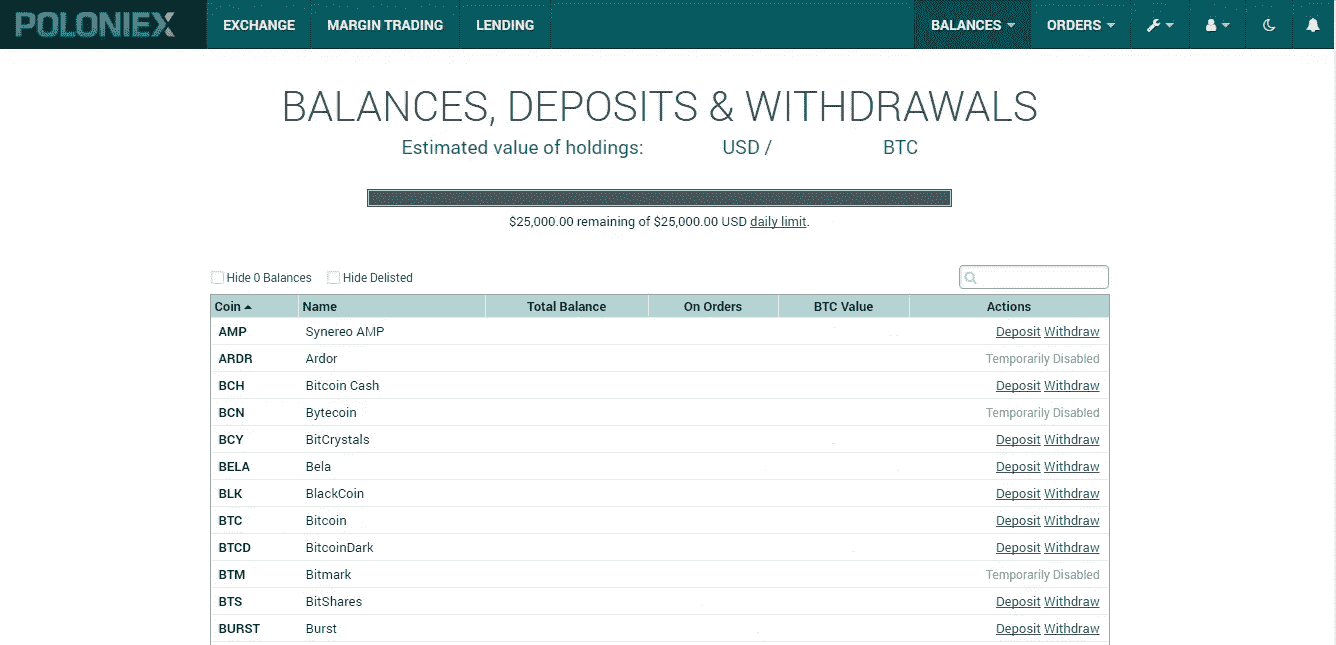 POLONIEX EXCHANGE MARGIN TRADING LENDING BALANCES ORDERS
BALANCES, DEPOSITS & WITHDRAWALS
Estimated value of holdings: USD / BTC
$25,000.00 remaining of $25,000.00 USD daily limit.
Hide 0 Balances Hide Delisted
Coin Name Total Balance On Orders BTC Value Actions
AMP Synereo AMP Deposit Withdraw
ARDR Ardor Temporarily Disabled
BCH Bitcoin Cash Deposit Withdraw
BCN Bytecoin Temporarily Disabled
BCY BitCrystals Deposit Withdraw
BELA Bela Deposit Withdraw
BLK BlackCoin Deposit Withdraw
BTC Bitcoin Deposit Withdraw
BTCD BitcoinDark Deposit Withdraw
BTM Bitmark Temporarily Disabled
BTS BitShares Deposit Withdraw
BURST Burst Deposit Withdraw